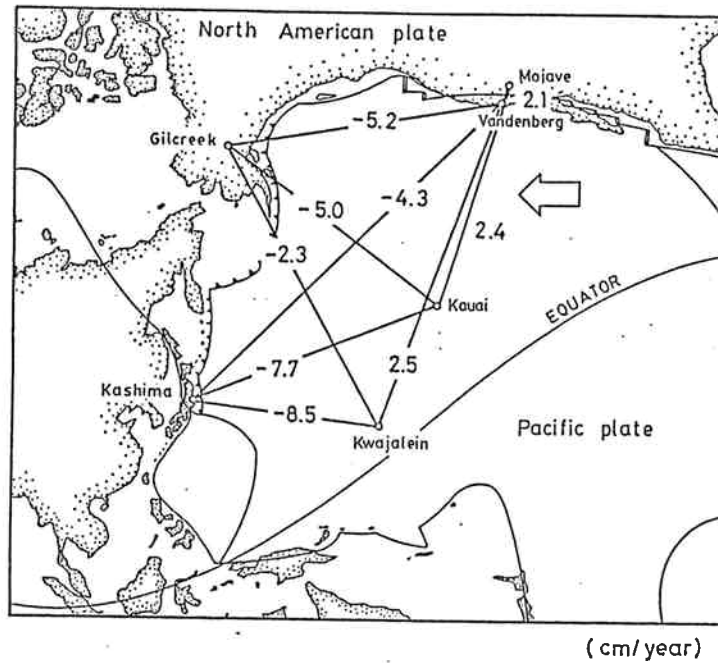 North American plate
Mojave
2.1
Vandenberg
Gilcreek
-5.2
-4.3
-5.0
2.4
-2.3
Kauai
EQUATOR
-7.7
2.5
Kashima
-8.5
Kwajalein
Pacific plate
(cm/year)